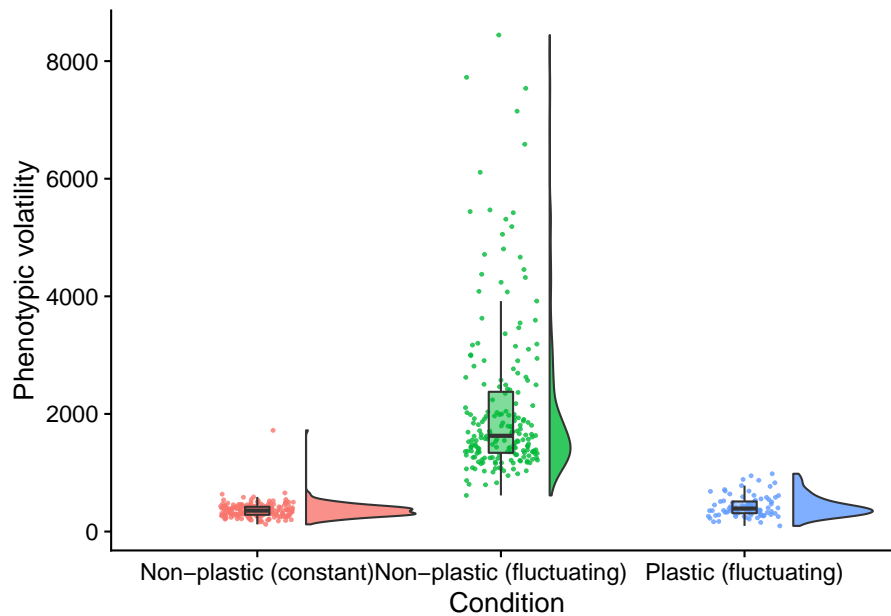 8000
6000
4000
2000
0
Phenotypic volatility
Non−plastic (constant)
Non−plastic (fluctuating)
Plastic (fluctuating)
Condition